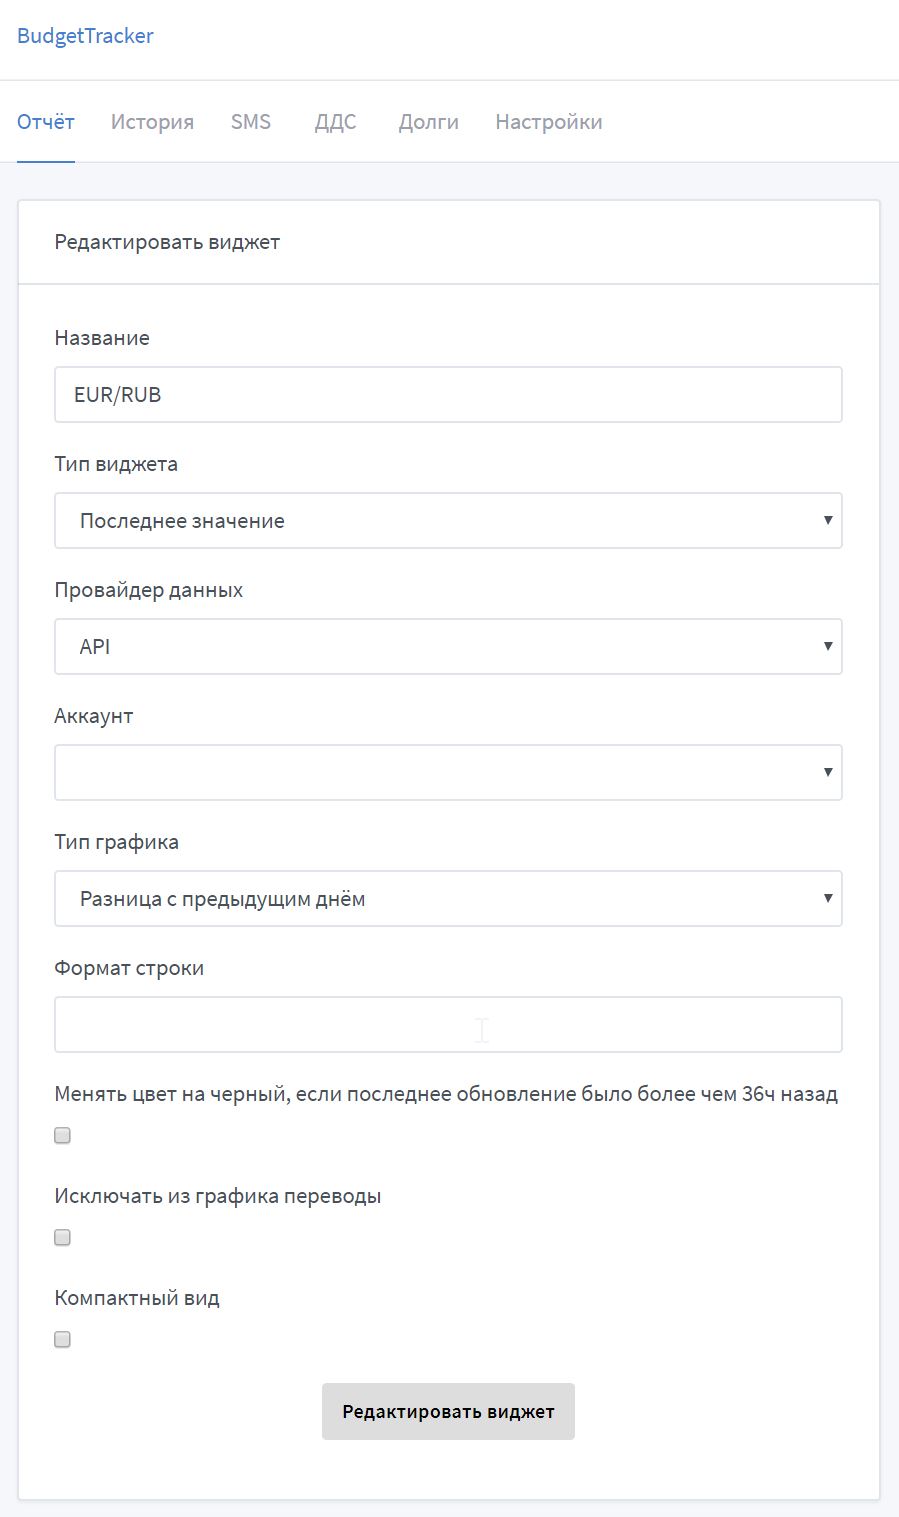 BudgetTracker
Отчёт История SMS ДДС Долги Настройки
Редактировать виджет
Название
EUR/RUB
Тип виджета
Последнее значение
Провайдер данных
API
Аккаунт
Тип графика
Разница с предыдущим днём
Формат строки
Менять цвет на черный, если последнее обновление было более чем 36ч назад
Исключать из графика переводы
Компактный вид
Редактировать виджет